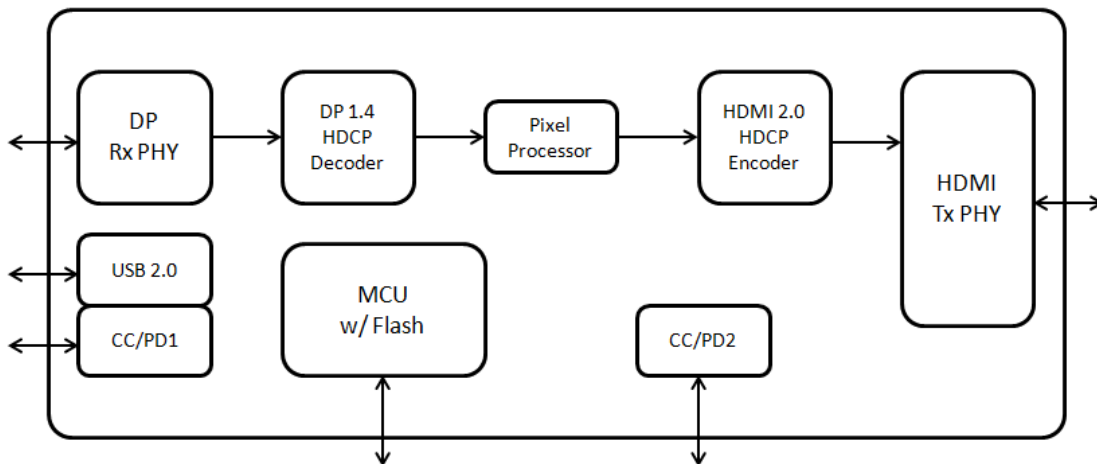 DP
Rx PHY
DP 1.4
HDCP
Decoder
Pixel
Processor
HDMI 2.0
HDCP
Encoder
HDMI
Tx PHY
USB 2.0
CC/PD1
MCU
w/ Flash
CC/PD2